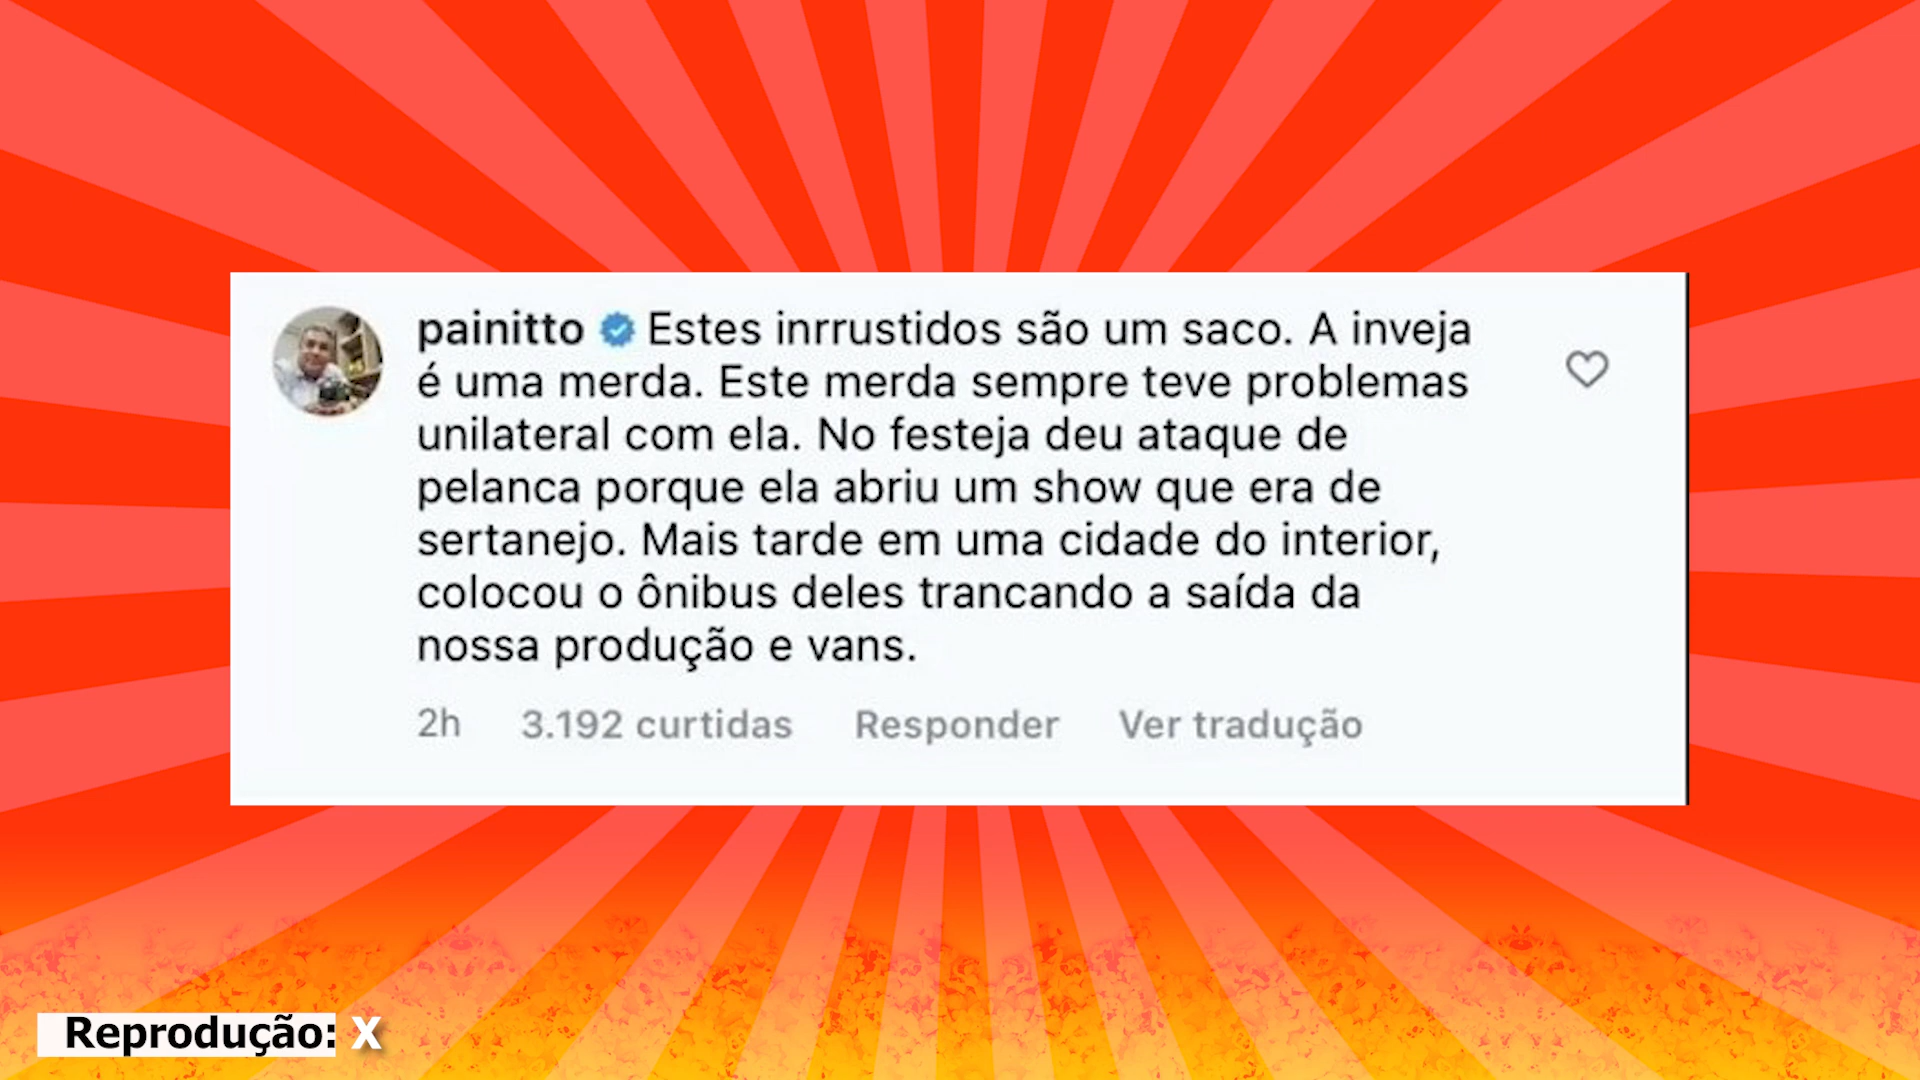 painitto Estes inrrustidos são um saco. A inveja
é uma merda. Este merda sempre teve problemas
unilateral com ela. No festeja deu ataque de
pelanca porque ela abriu um show que era de
sertanejo. Mais tarde em uma cidade do interior,
colocou o ônibus deles trancando a saída da
nossa produção e vans.
2h 3.192 curtidas Responder Ver tradução
Reprodução: X